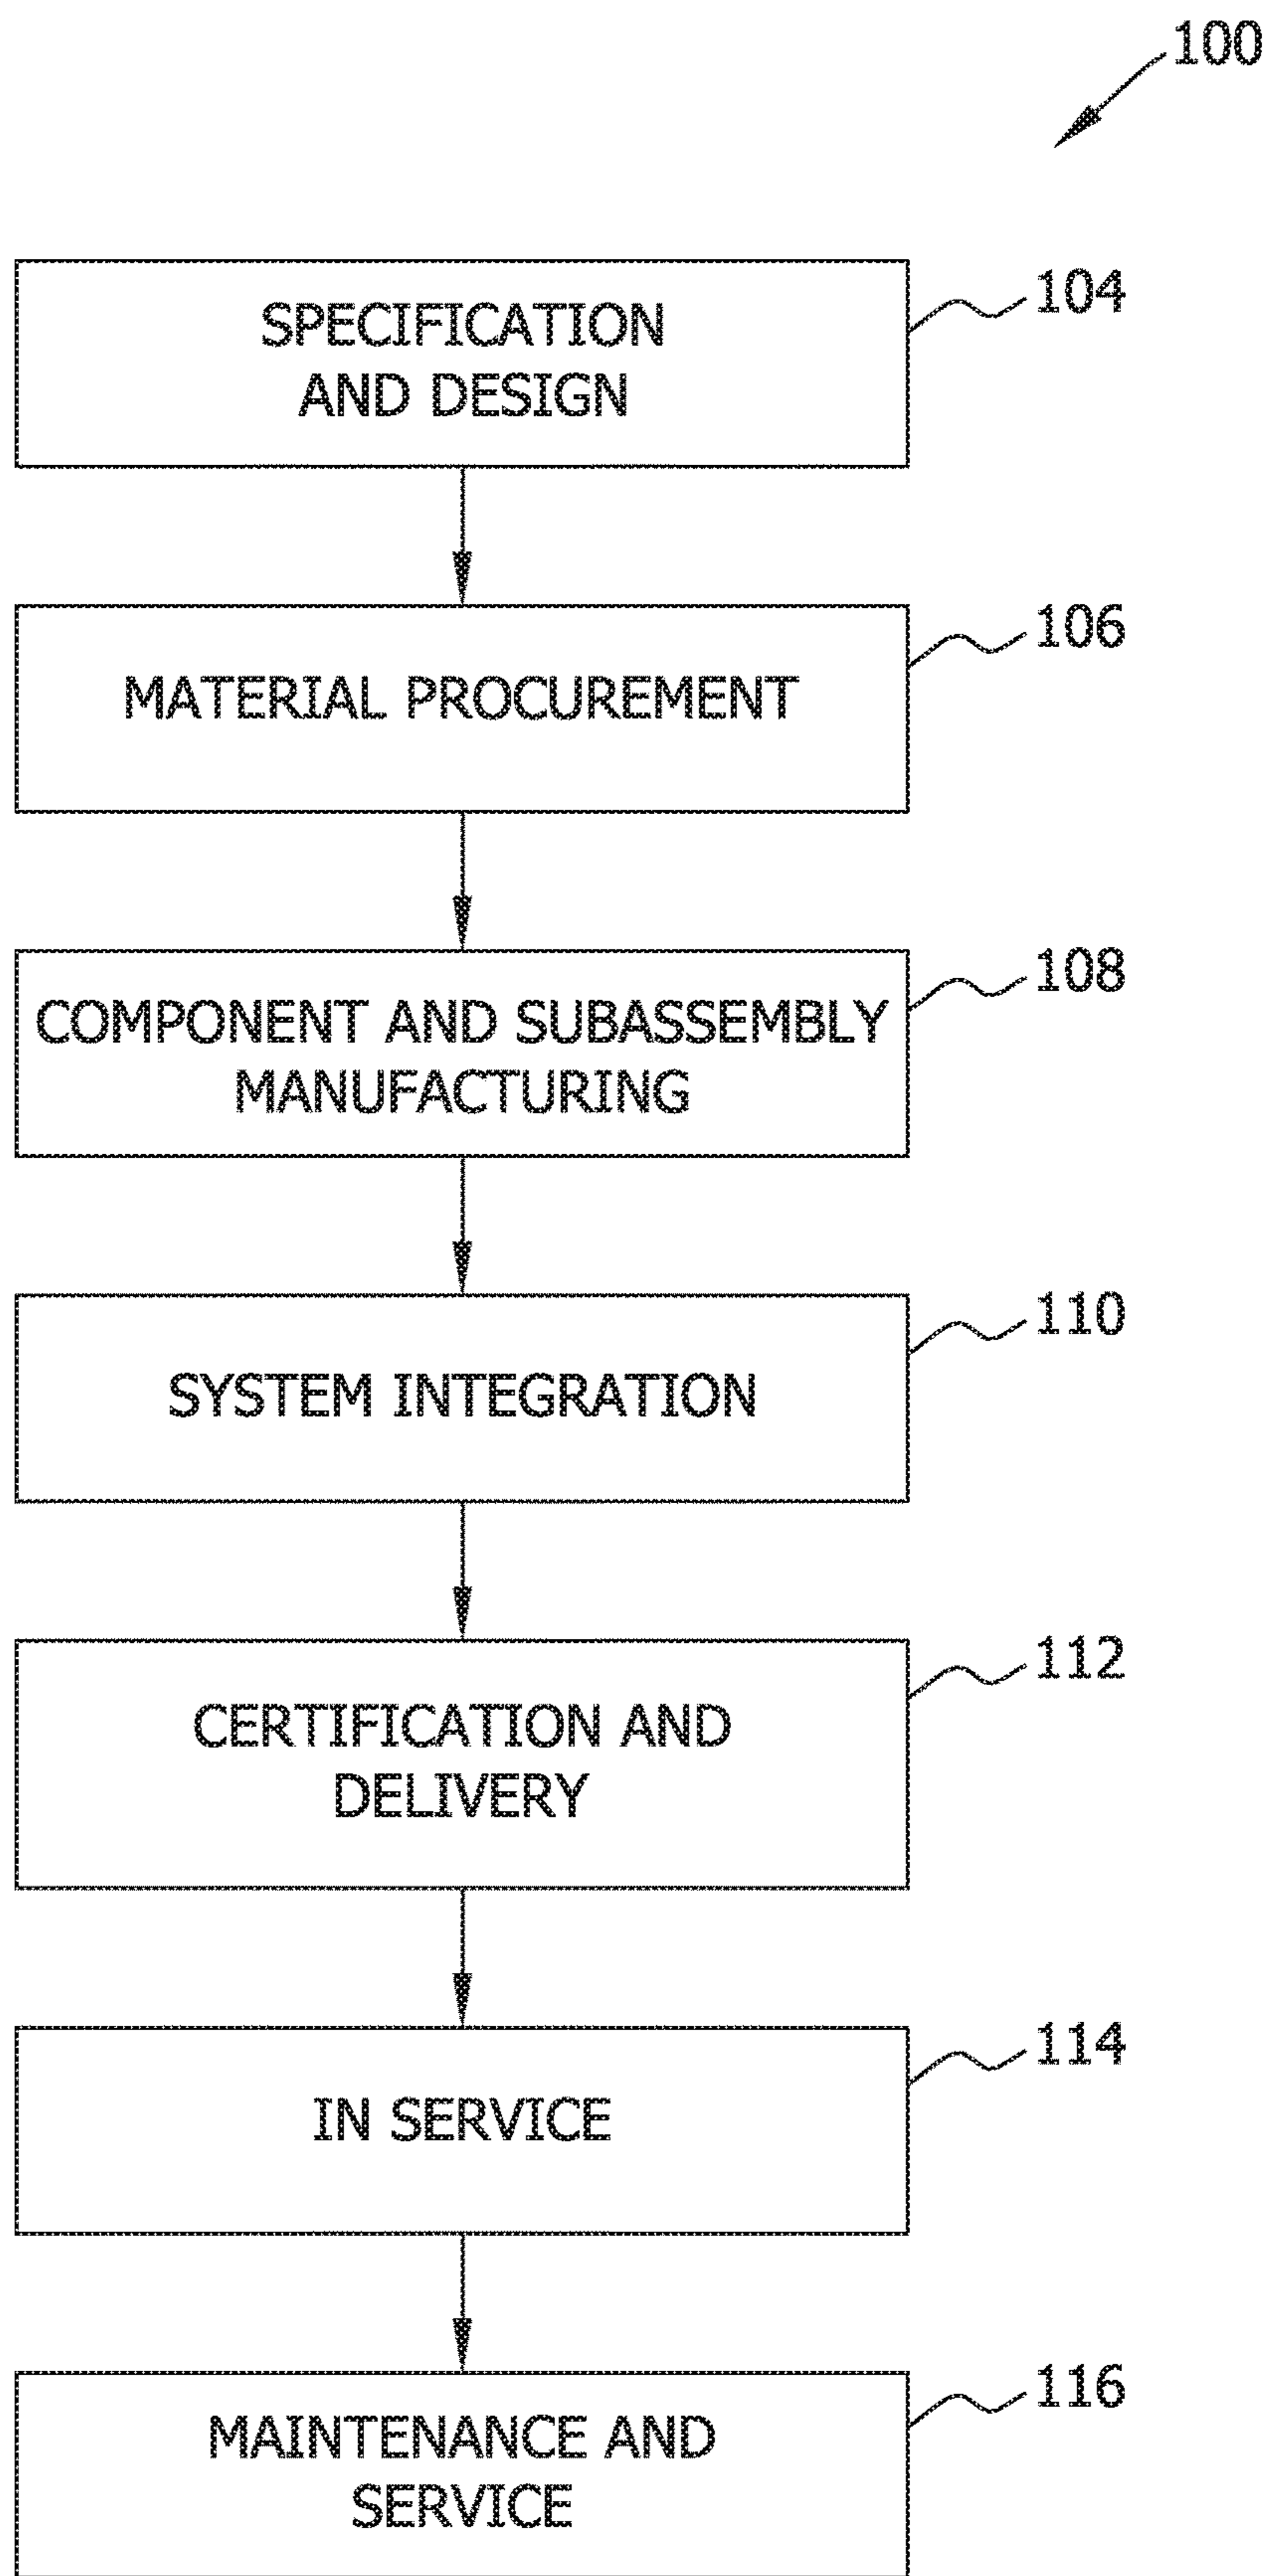 100
SPECIFICATION
AND DESIGN
104
MATERIAL PROCUREMENT
106
COMPONENT AND SUBASSEMBLY
MANUFACTURING
108
SYSTEM INTEGRATION
110
CERTIFICATION AND
DELIVERY
112
IN SERVICE
114
MAINTENANCE AND
SERVICE
116